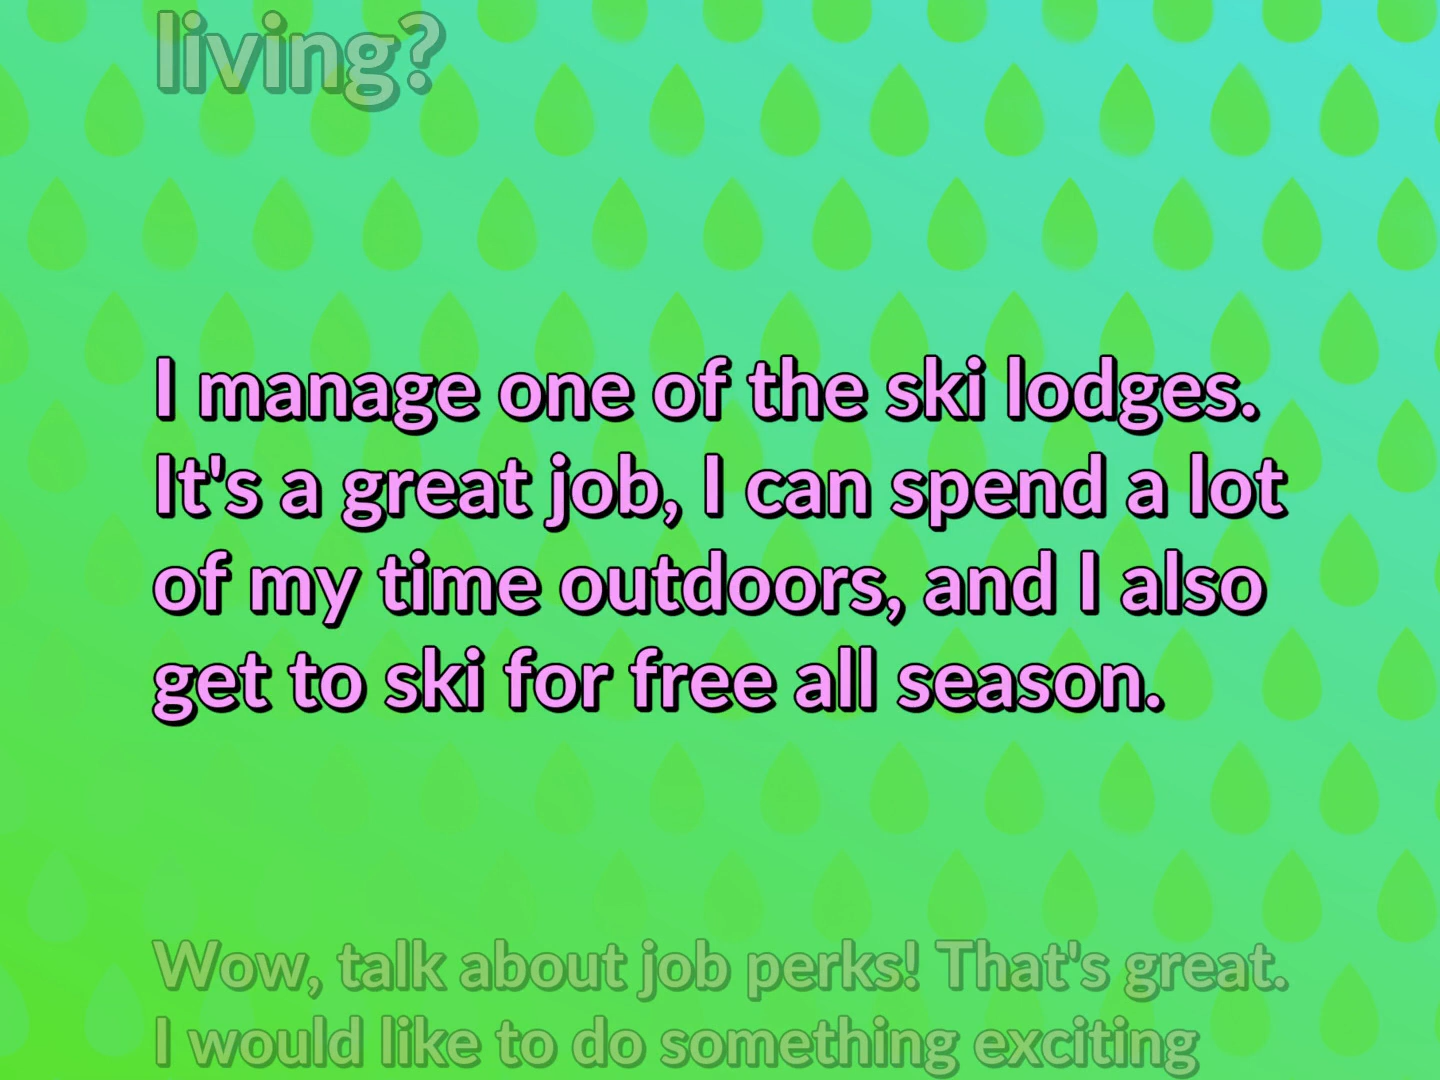 living?
I manage one of the ski lodges.
It's a great job, I can spend a lot
of my time outdoors, and I also
get to ski for free all season.
Wow, talk about job perks! That's great.
I would like to do something exciting